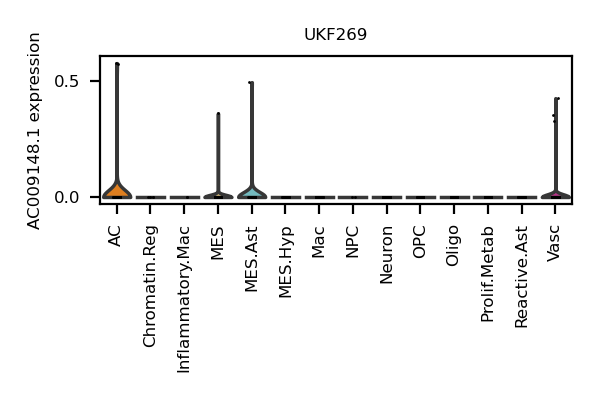 UKF269
AC009148.1 expression
0.5
0.0
AC
Chromatin.Reg
Inflammatory.Mac
MES
MES.Ast
MES.Hyp
Mac
NPC
Neuron
OPC
Oligo
Prolif.Metab
Reactive.Ast
Vasc